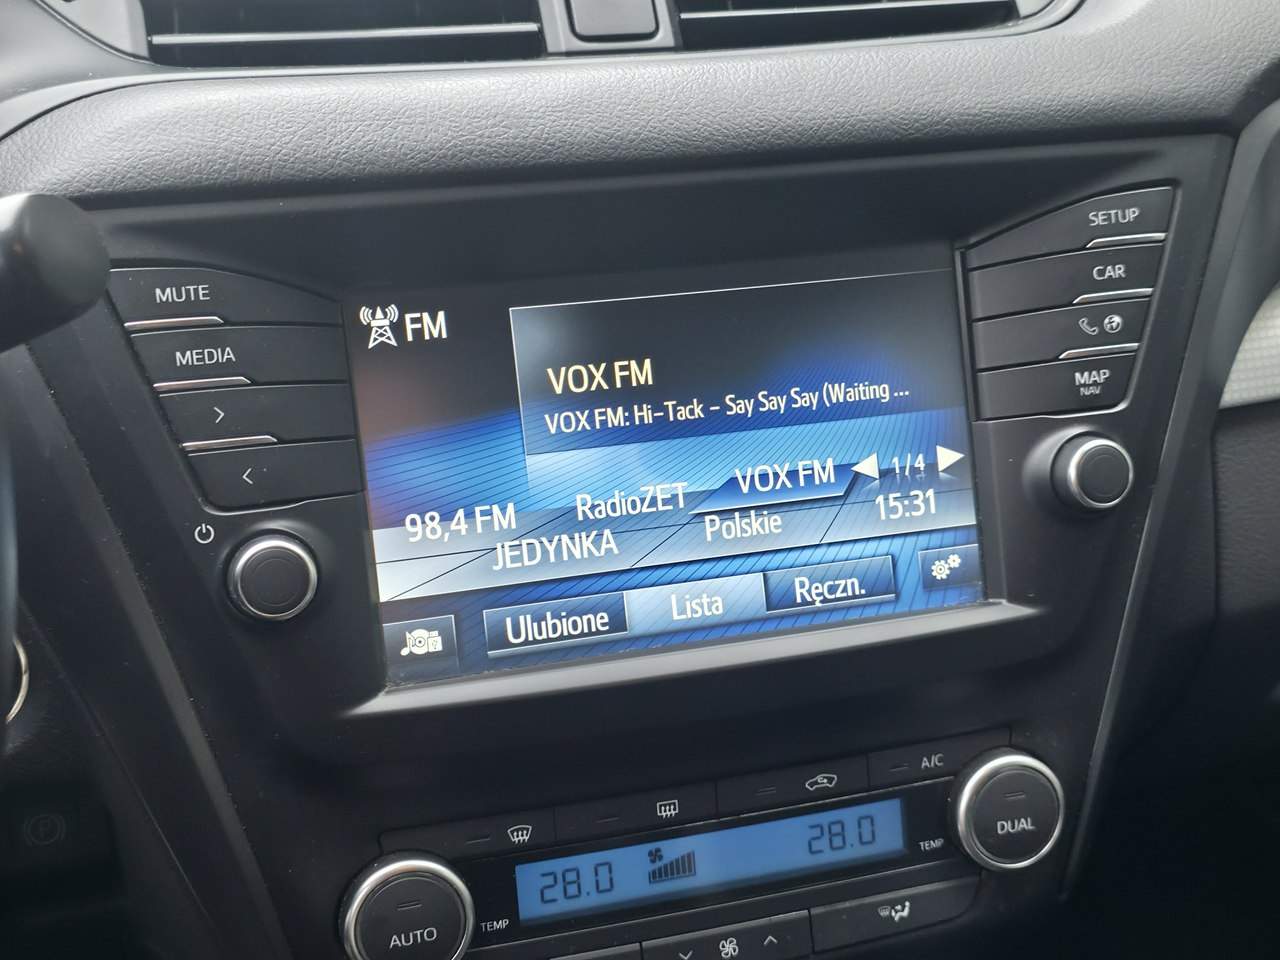 MUTE
MEDIA
SETUP
CAR
MAP
NAV
FM
VOX FM
VOX FM: Hi-Tack - Say Say Say (Waiting ...
98,4 FM
RadioZET
VOX FM
1/4
JEDYNKA
Polskie
15:31
Ulubione
Lista
Ręczn.
A/C
28.0
28.0
TEMP
TEMP
DUAL
AUTO
P